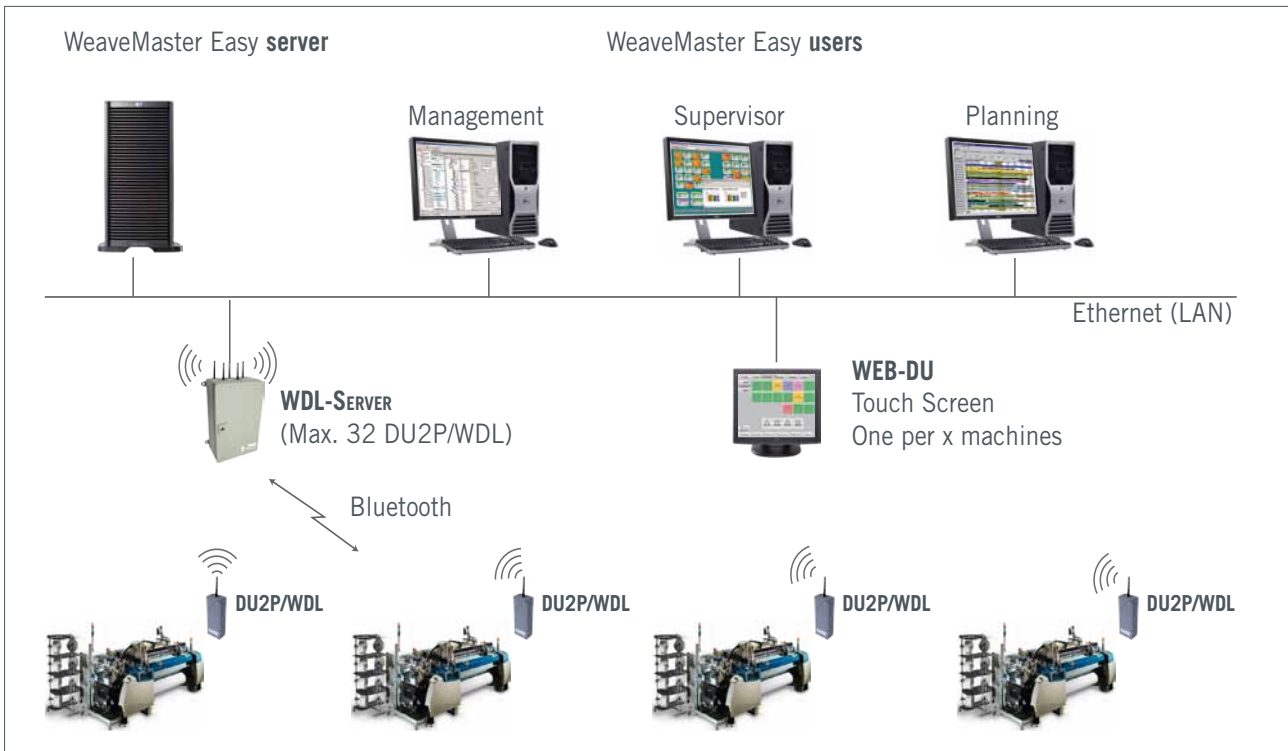 WeaveMaster Easy server
WeaveMaster Easy users
Management
Supervisor
Planning
Ethernet (LAN)
WDL-Server
(Max. 32 DU2P/WDL)
WEB-DU
Touch Screen
One per x machines
Bluetooth
DU2P/WDL
DU2P/WDL
DU2P/WDL
DU2P/WDL